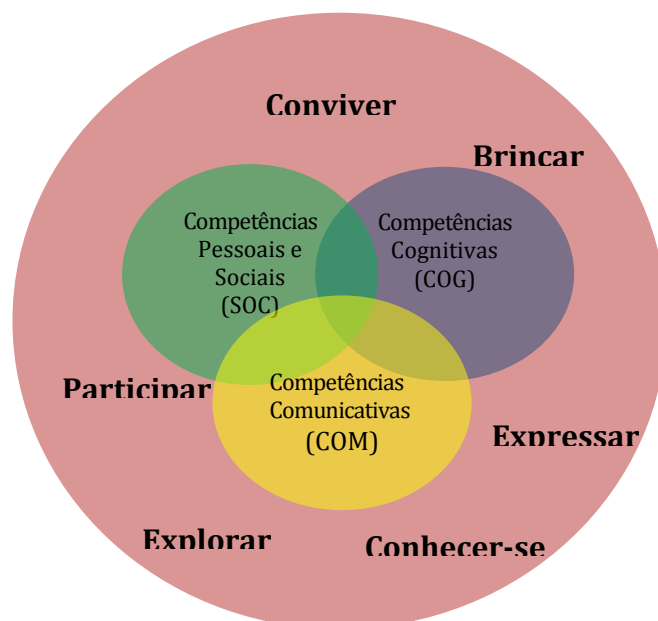 Conviver
Brincar
Competências
Pessoais e
Sociais
(SOC)
Competências
Cognitivas
(COG)
Participar
Competências
Comunicativas
(COM)
Expressar
Explorar
Conhecer-se